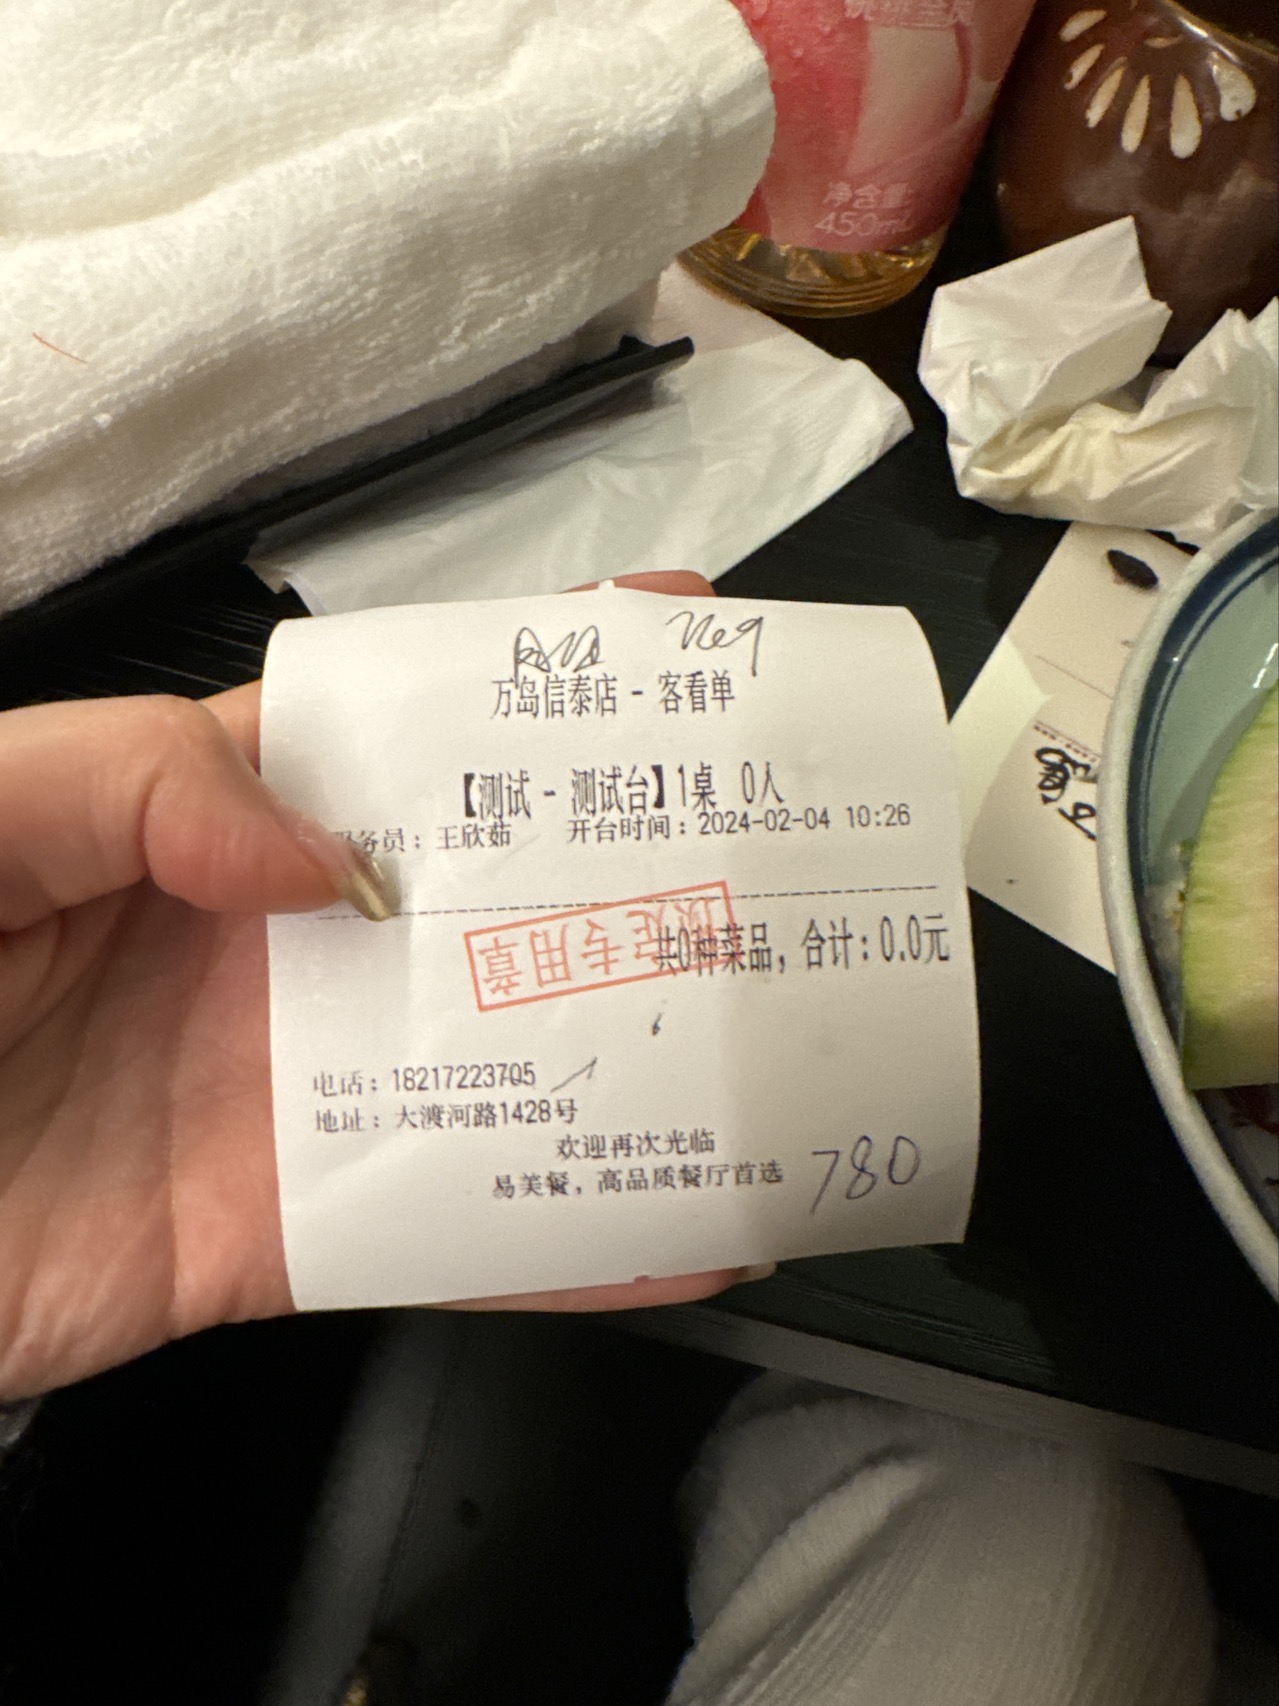 净含量:
450mL
万岛信泰店 - 客看单
【测试 - 测试台】1桌 0人
服务员：王欣茹 开台时间：2024-02-04 10:26
预定专用章
共0种菜品，合计：0.0元
电话：18217223705
地址：大渡河路1428号
欢迎再次光临
易美餐，高品质餐厅首选
780